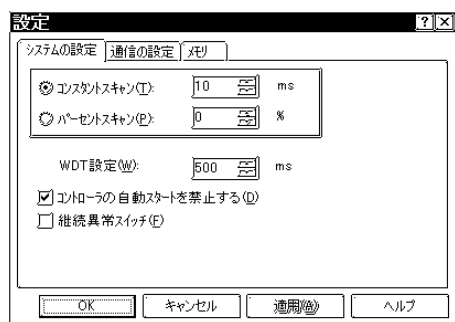 設定
システムの設定 通信の設定 メモリ
コンスタントスキャン(T): 10 ms
パーセントスキャン(P): 0 %
WDT設定(W): 500 ms
コントローラの自動スタートを禁止する(D)
継続異常スイッチ(F)
OK キャンセル 適用(A) ヘルプ